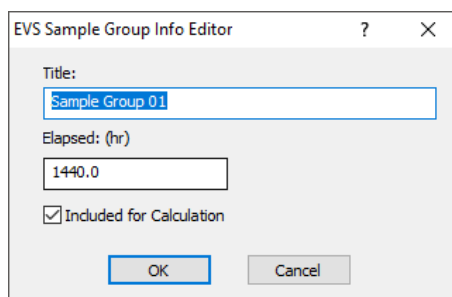 EVS Sample Group Info Editor ?
Title:
Sample Group 01
Elapsed: (hr)
1440.0
Included for Calculation
OK Cancel